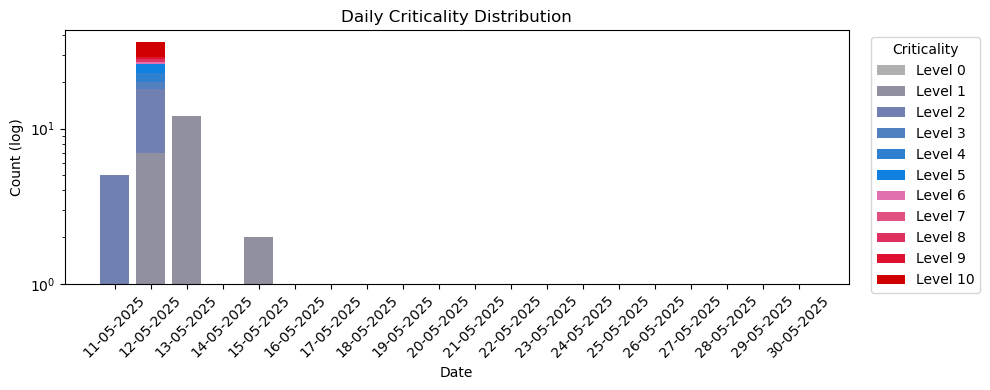 Daily Criticality Distribution
Count (log)
10^1
10^0
11-05-2025
12-05-2025
13-05-2025
14-05-2025
15-05-2025
16-05-2025
17-05-2025
18-05-2025
19-05-2025
20-05-2025
21-05-2025
22-05-2025
23-05-2025
24-05-2025
25-05-2025
26-05-2025
27-05-2025
28-05-2025
29-05-2025
30-05-2025
Date
Criticality
Level 0
Level 1
Level 2
Level 3
Level 4
Level 5
Level 6
Level 7
Level 8
Level 9
Level 10